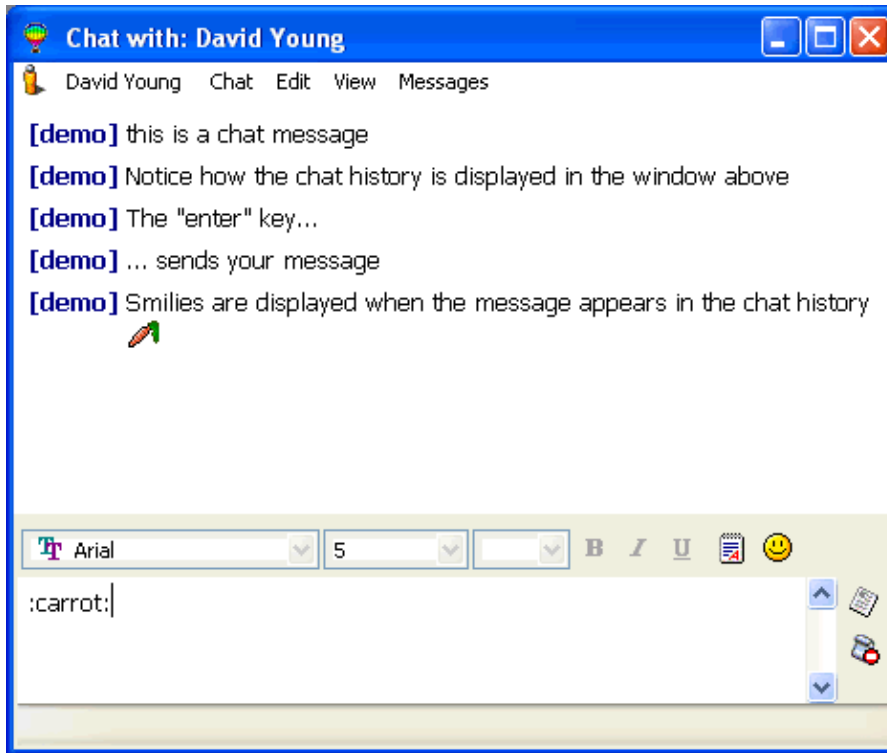 Chat with: David Young
David Young Chat Edit View Messages
[demo] this is a chat message
[demo] Notice how the chat history is displayed in the window above
[demo] The "enter" key...
[demo] ... sends your message
[demo] Smilies are displayed when the message appears in the chat history
Arial 5 B I U
:carrot: